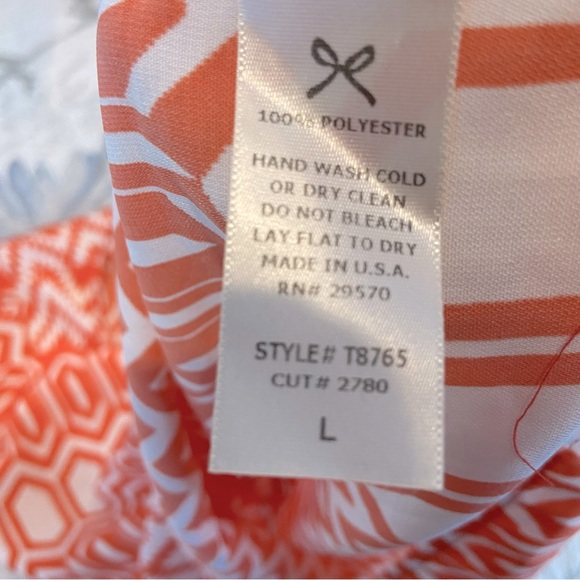 100% POLYESTER
HAND WASH COLD
OR DRY CLEAN
DO NOT BLEACH
LAY FLAT TO DRY
MADE IN U.S.A.
RN# 29570
STYLE# T8765
CUT# 2780
L